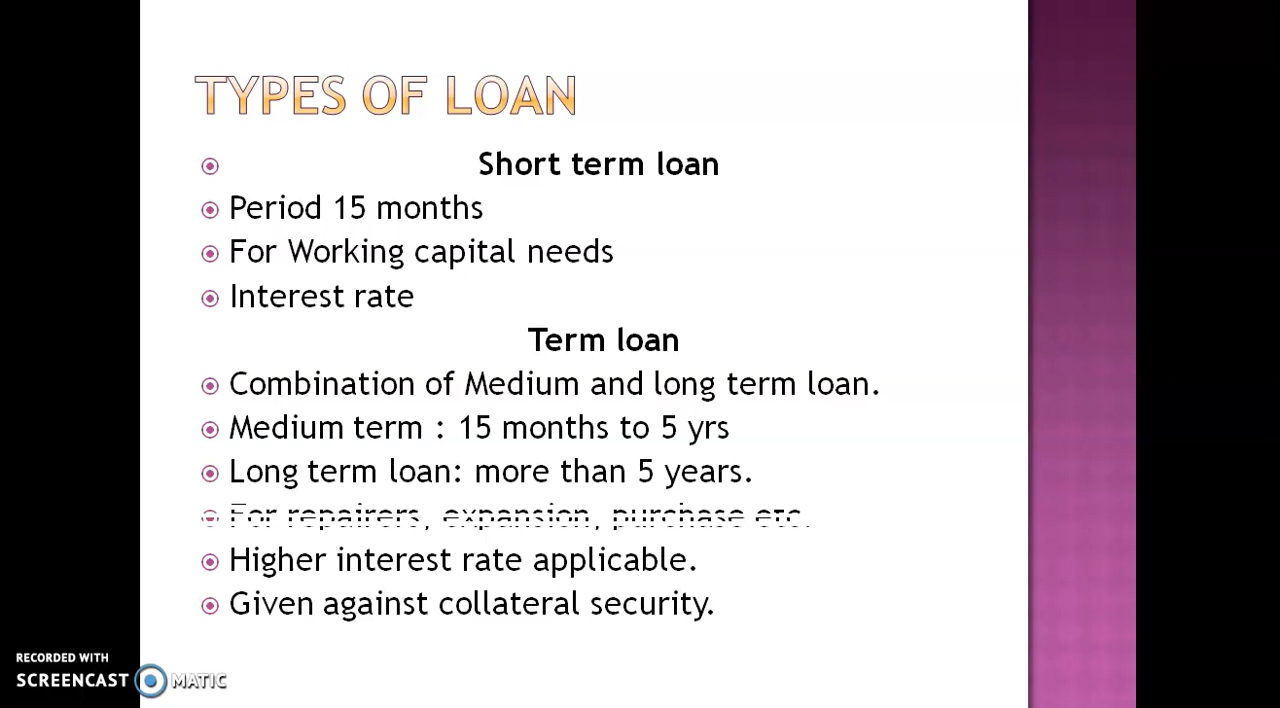 TYPES OF LOAN
Short term loan
Period 15 months
For Working capital needs
Interest rate
Term loan
Combination of Medium and long term loan.
Medium term : 15 months to 5 yrs
Long term loan: more than 5 years.
For repairers, expansion, purchase etc.
Higher interest rate applicable.
Given against collateral security.
RECORDED WITH
SCREENCAST MATIC